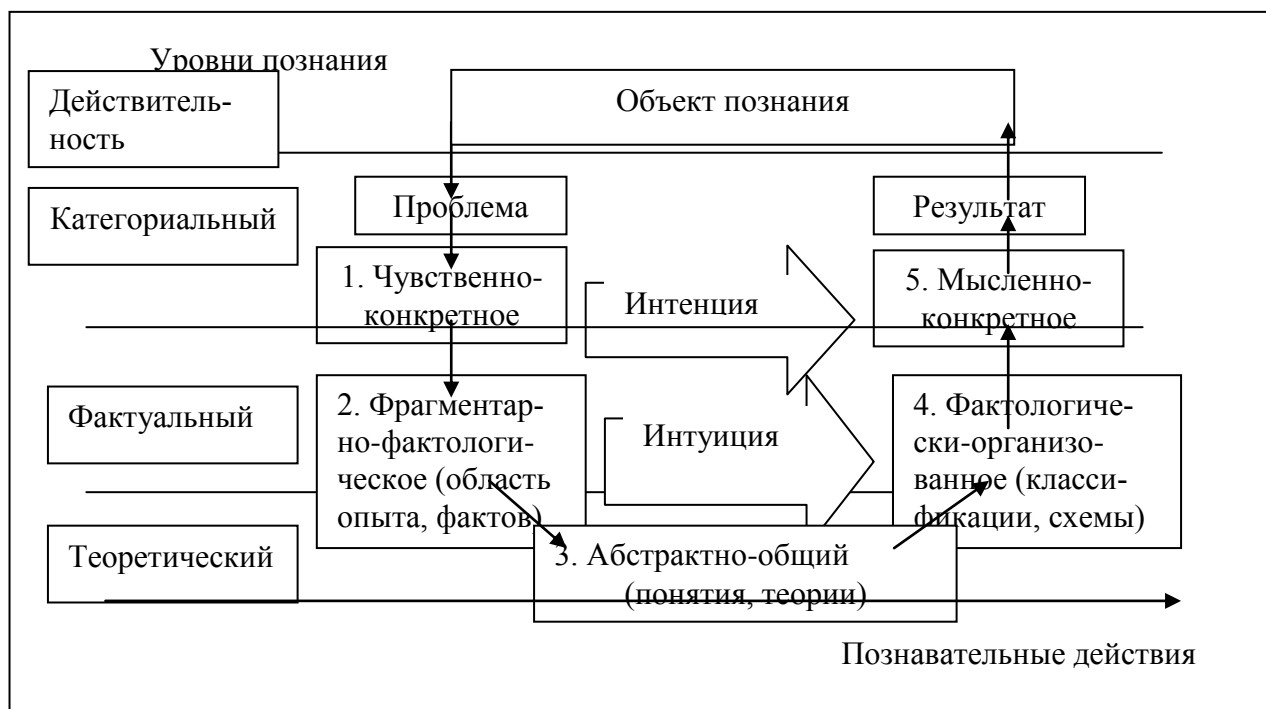 Уровни познания
Действитель-
ность
Объект познания
Категориальный
Проблема
Результат
1. Чувственно-
конкретное
Интенция
5. Мысленно-
конкретное
Фактуальный
2. Фрагментар-
но-фактологи-
ческое (область
опыта, фактов)
Интуиция
4. Фактологиче-
ски-организо-
ванное (класси-
фикации, схемы)
Теоретический
3. Абстрактно-общий
(понятия, теории)
Познавательные действия